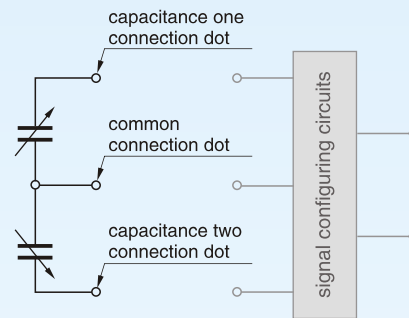 capacitance one
connection dot
common
connection dot
capacitance two
connection dot
signal configuring circuits